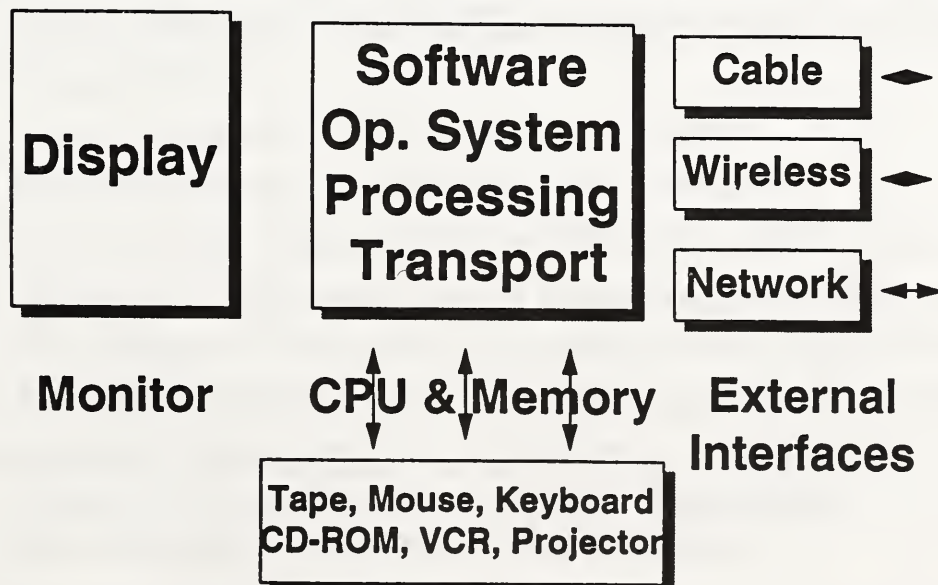 Display
Monitor
Software
Op. System
Processing
Transport
CPU & Memory
Cable
Wireless
Network
External
Interfaces
Tape, Mouse, Keyboard
CD-ROM, VCR, Projector